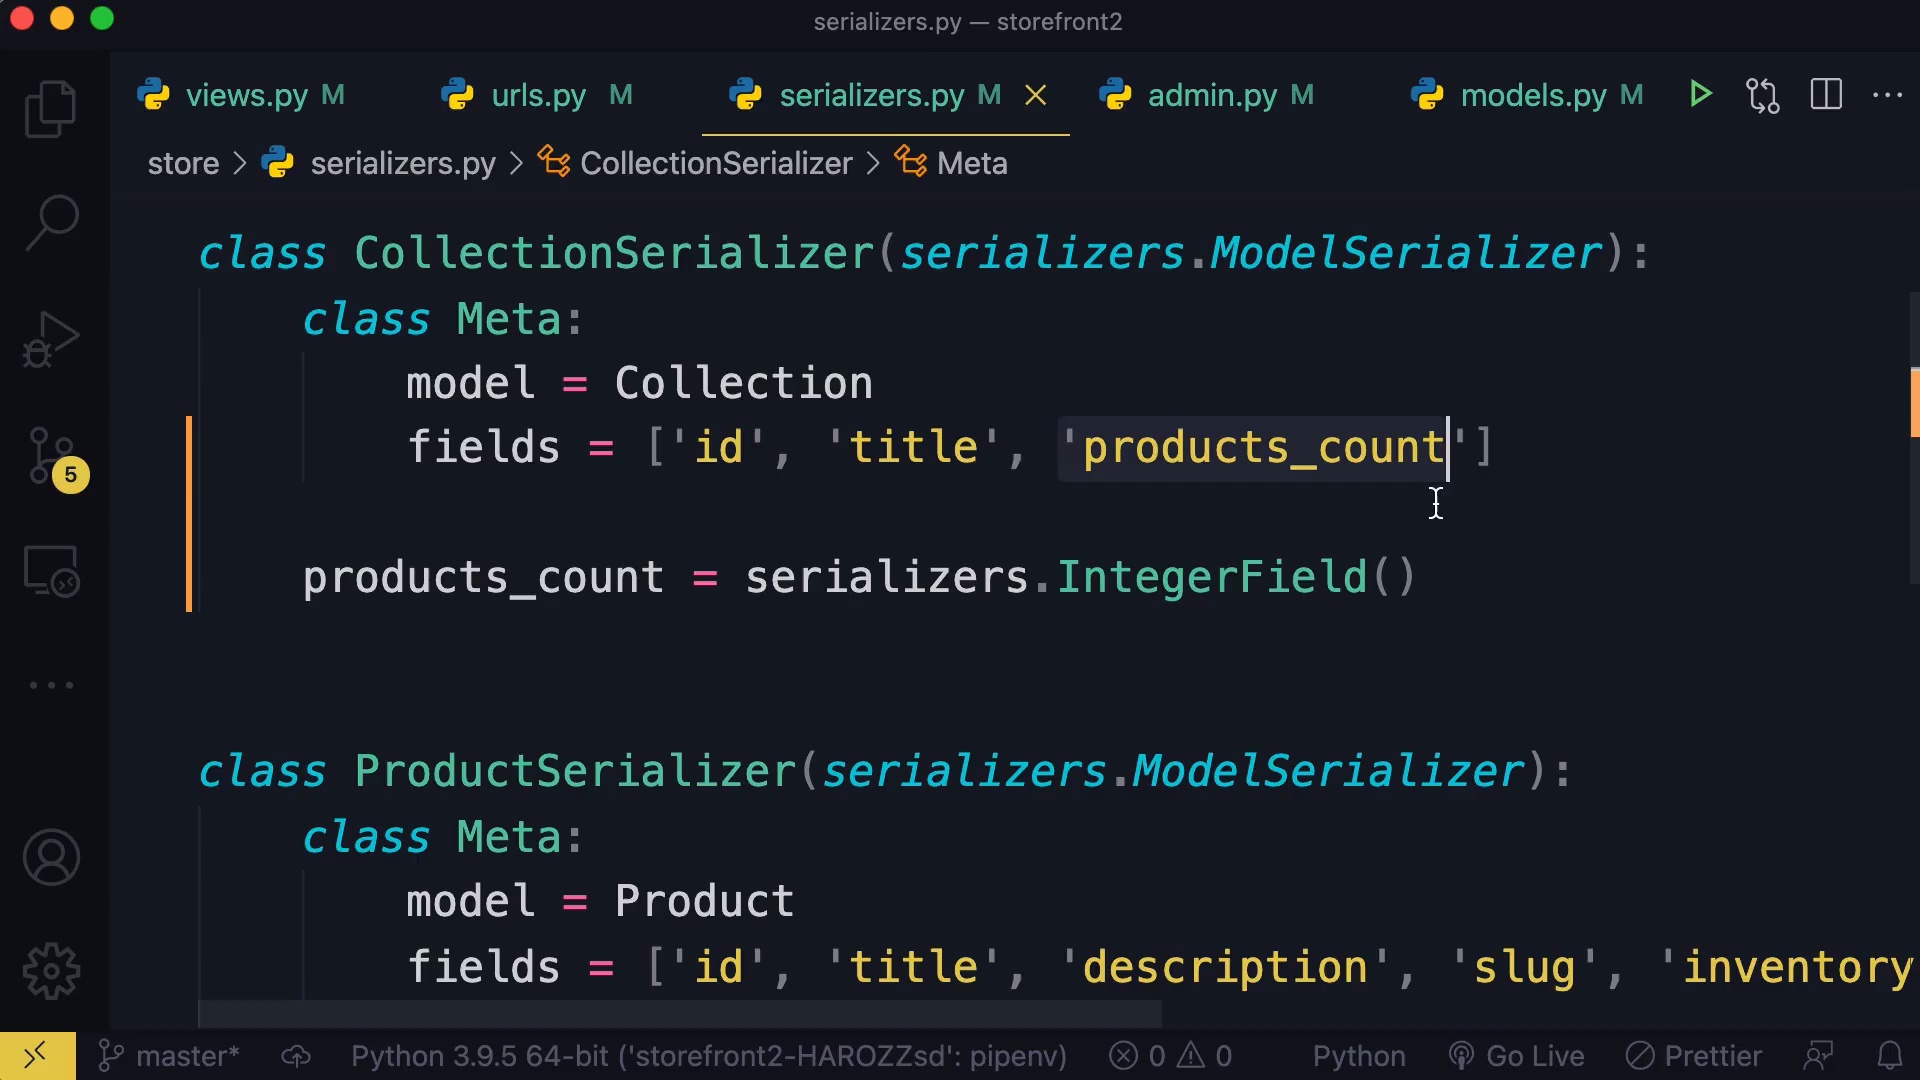 serializers.py — storefront2
views.py M urls.py M serializers.py M admin.py M models.py M
store > serializers.py > CollectionSerializer > Meta
class CollectionSerializer(serializers.ModelSerializer):
class Meta:
model = Collection
fields = ['id', 'title', 'products_count']
products_count = serializers.IntegerField()
class ProductSerializer(serializers.ModelSerializer):
class Meta:
model = Product
fields = ['id', 'title', 'description', 'slug', 'inventory
5
master* Python 3.9.5 64-bit ('storefront2-HAROZZsd': pipenv) 0 0 Python Go Live Prettier